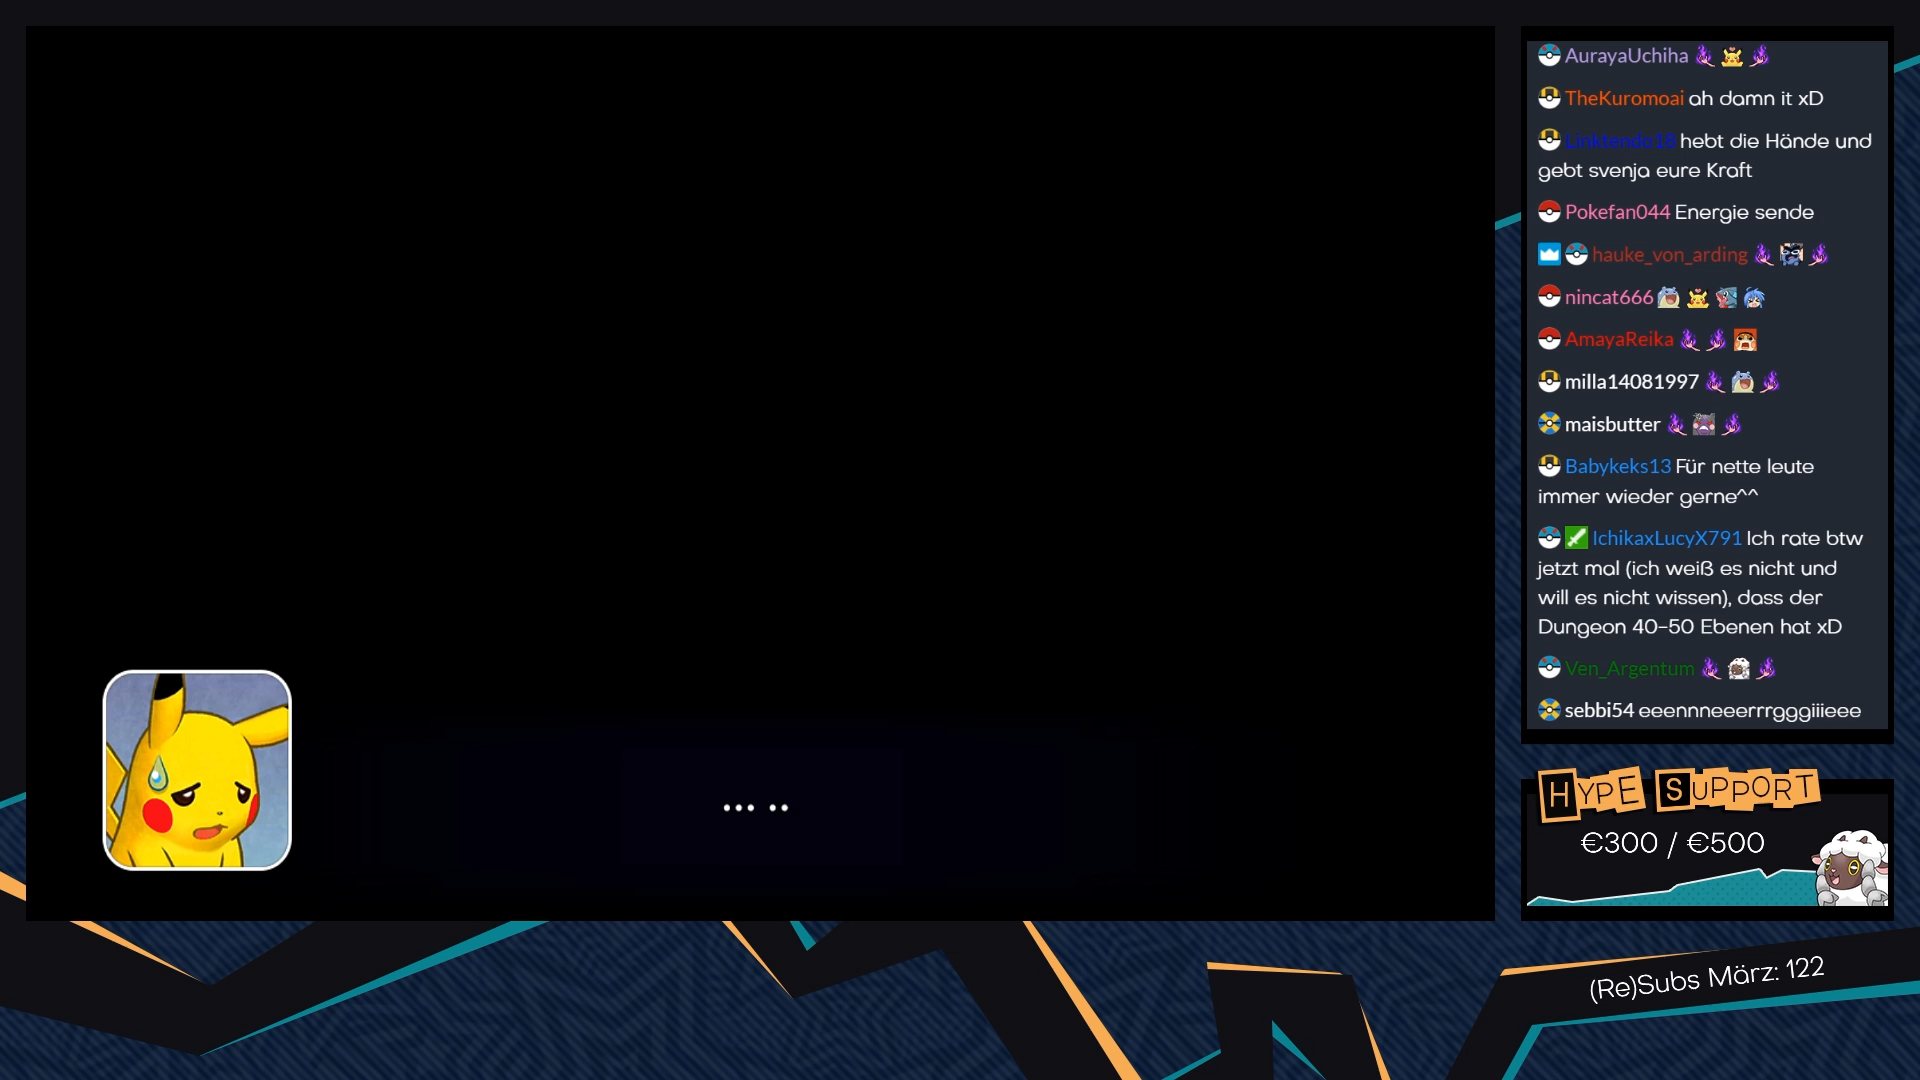 ... ..
AurayaUchiha
TheKuromoai ah damn it xD
Linktendo18 hebt die Hände und
gebt svenja eure Kraft
Pokefan044 Energie sende
hauke_von_arding
nincat666
AmayaReika
milla14081997
maisbutter
Babykeks13 Für nette leute
immer wieder gerne^^
IchikaxLucyX791 Ich rate btw
jetzt mal (ich weiß es nicht und
will es nicht wissen), dass der
Dungeon 40-50 Ebenen hat xD
Ven_Argentum
sebbi54 eeennneeerrrgggiiieee
HYPE SUPPORT
€300 / €500
(Re)Subs März: 122